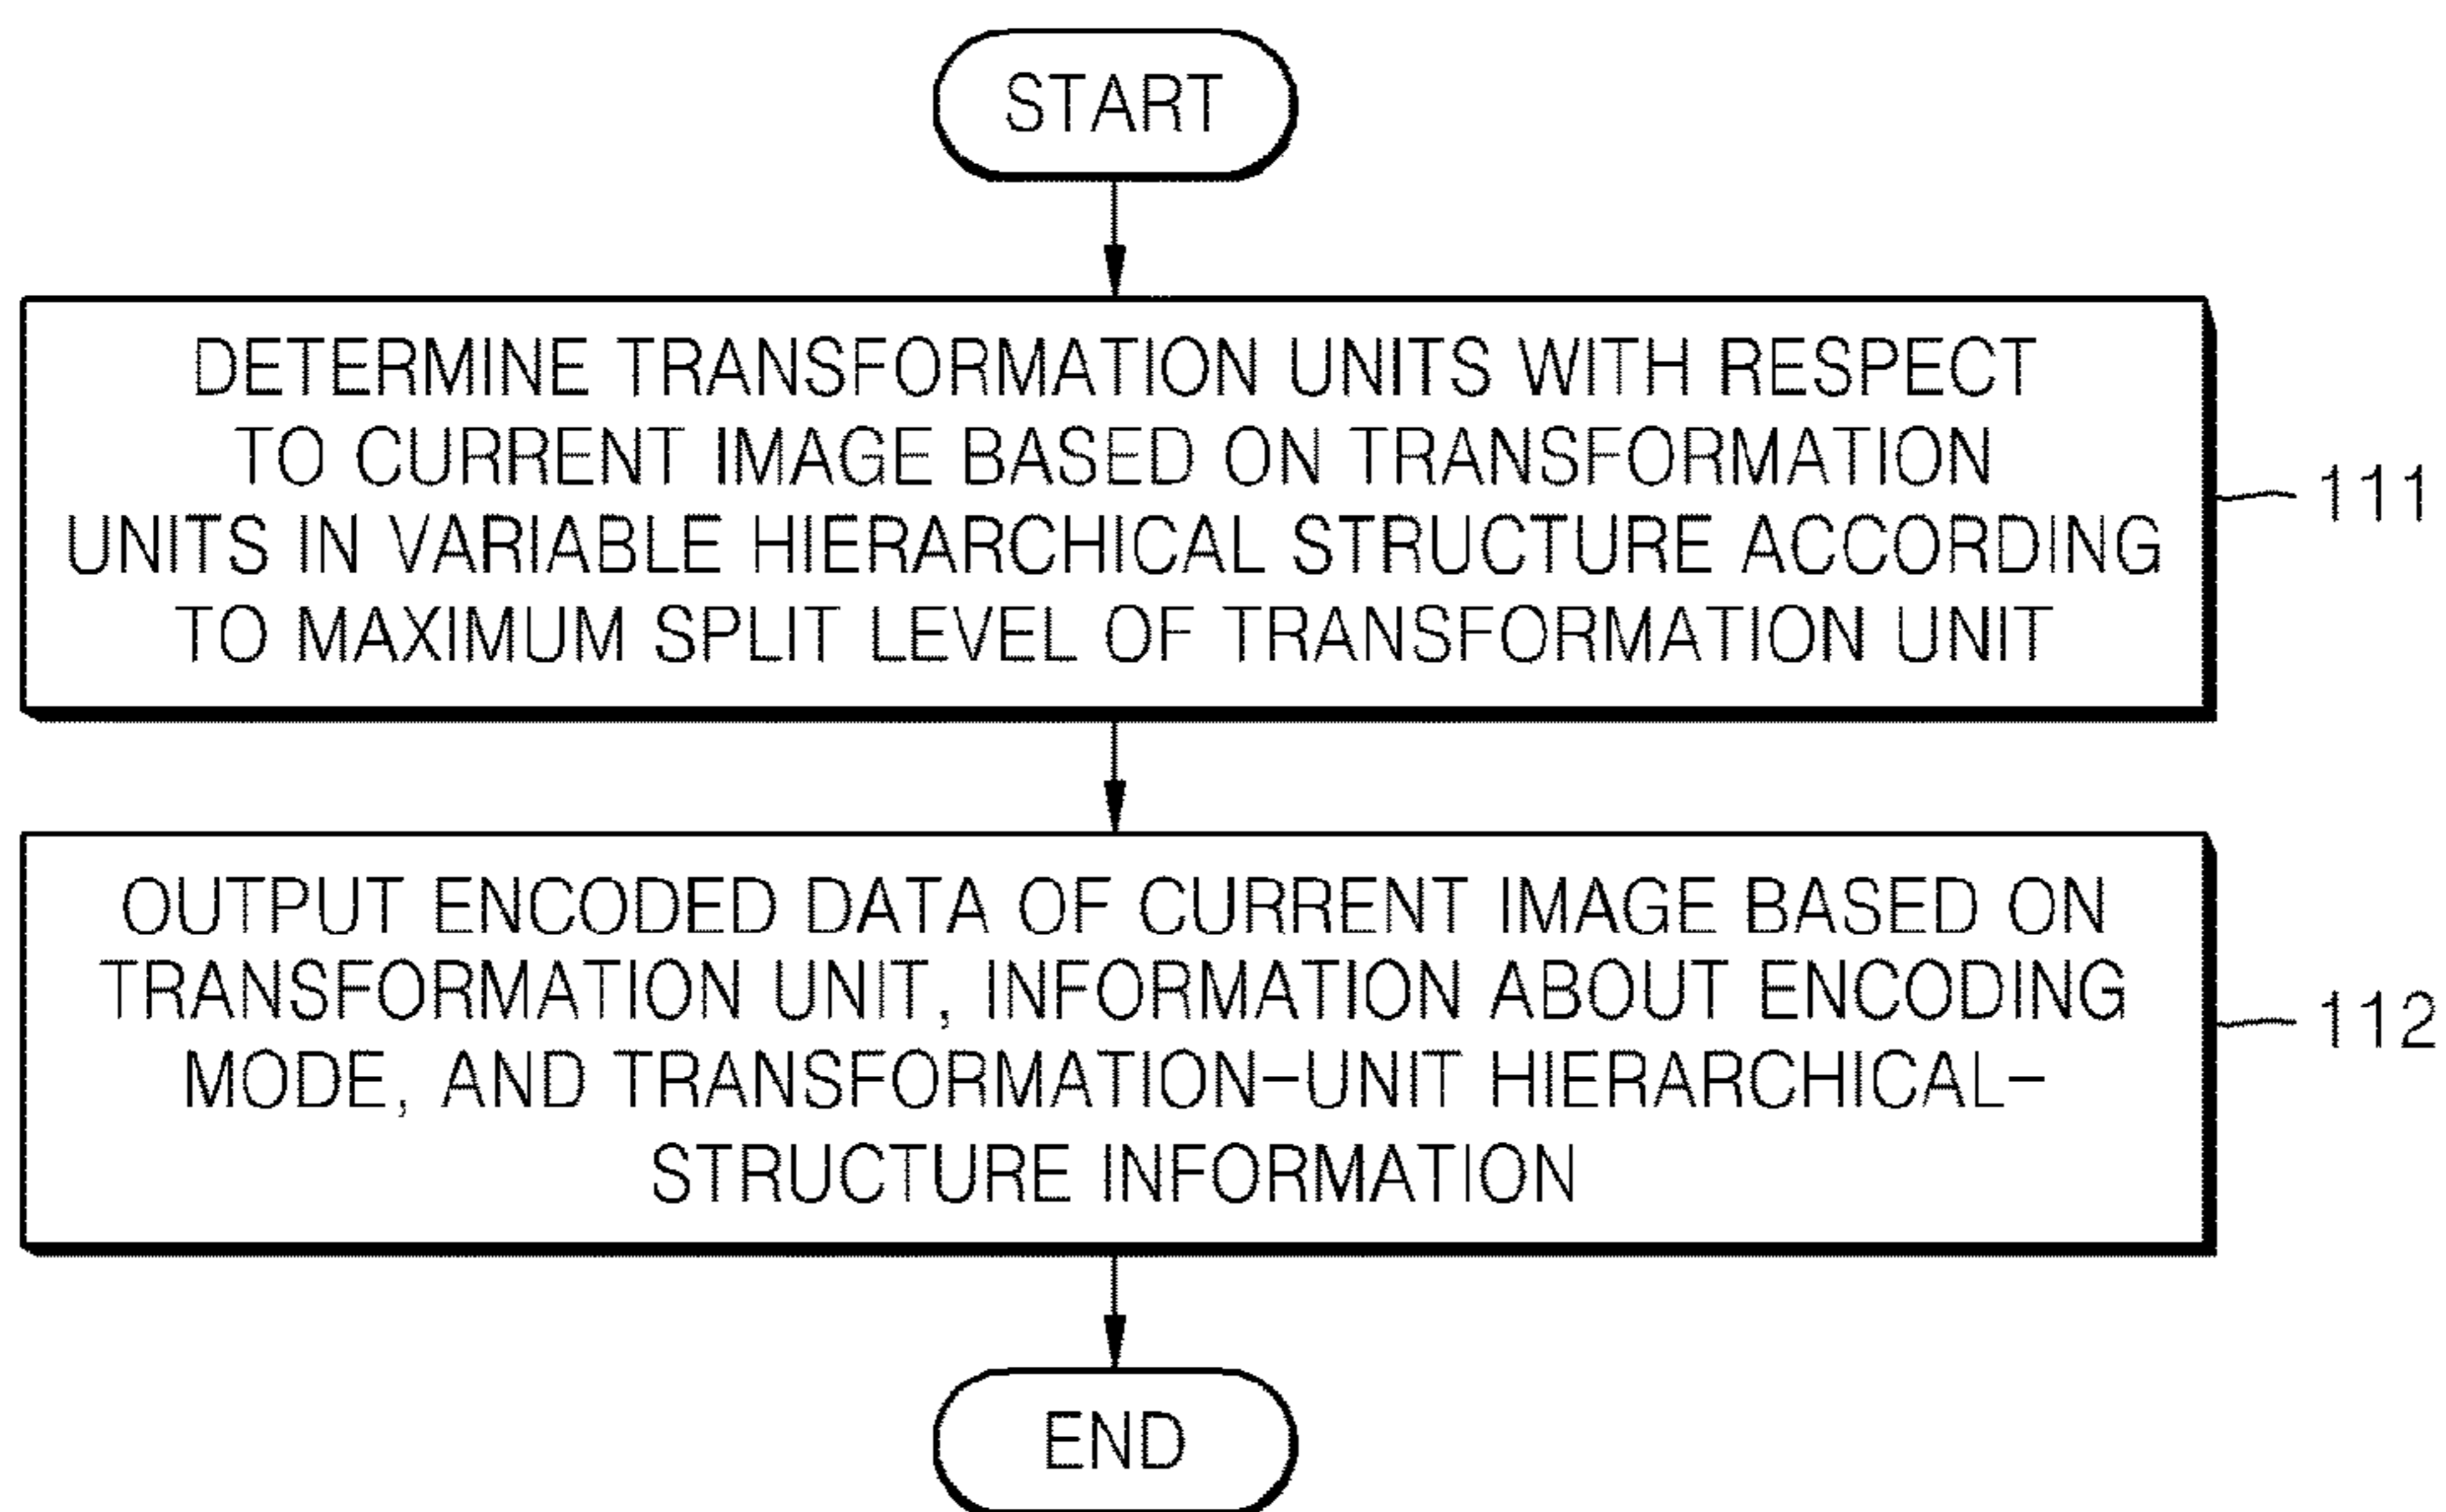 START
DETERMINE TRANSFORMATION UNITS WITH RESPECT
TO CURRENT IMAGE BASED ON TRANSFORMATION
UNITS IN VARIABLE HIERARCHICAL STRUCTURE ACCORDING
TO MAXIMUM SPLIT LEVEL OF TRANSFORMATION UNIT
111
OUTPUT ENCODED DATA OF CURRENT IMAGE BASED ON
TRANSFORMATION UNIT, INFORMATION ABOUT ENCODING
MODE, AND TRANSFORMATION-UNIT HIERARCHICAL-
STRUCTURE INFORMATION
112
END